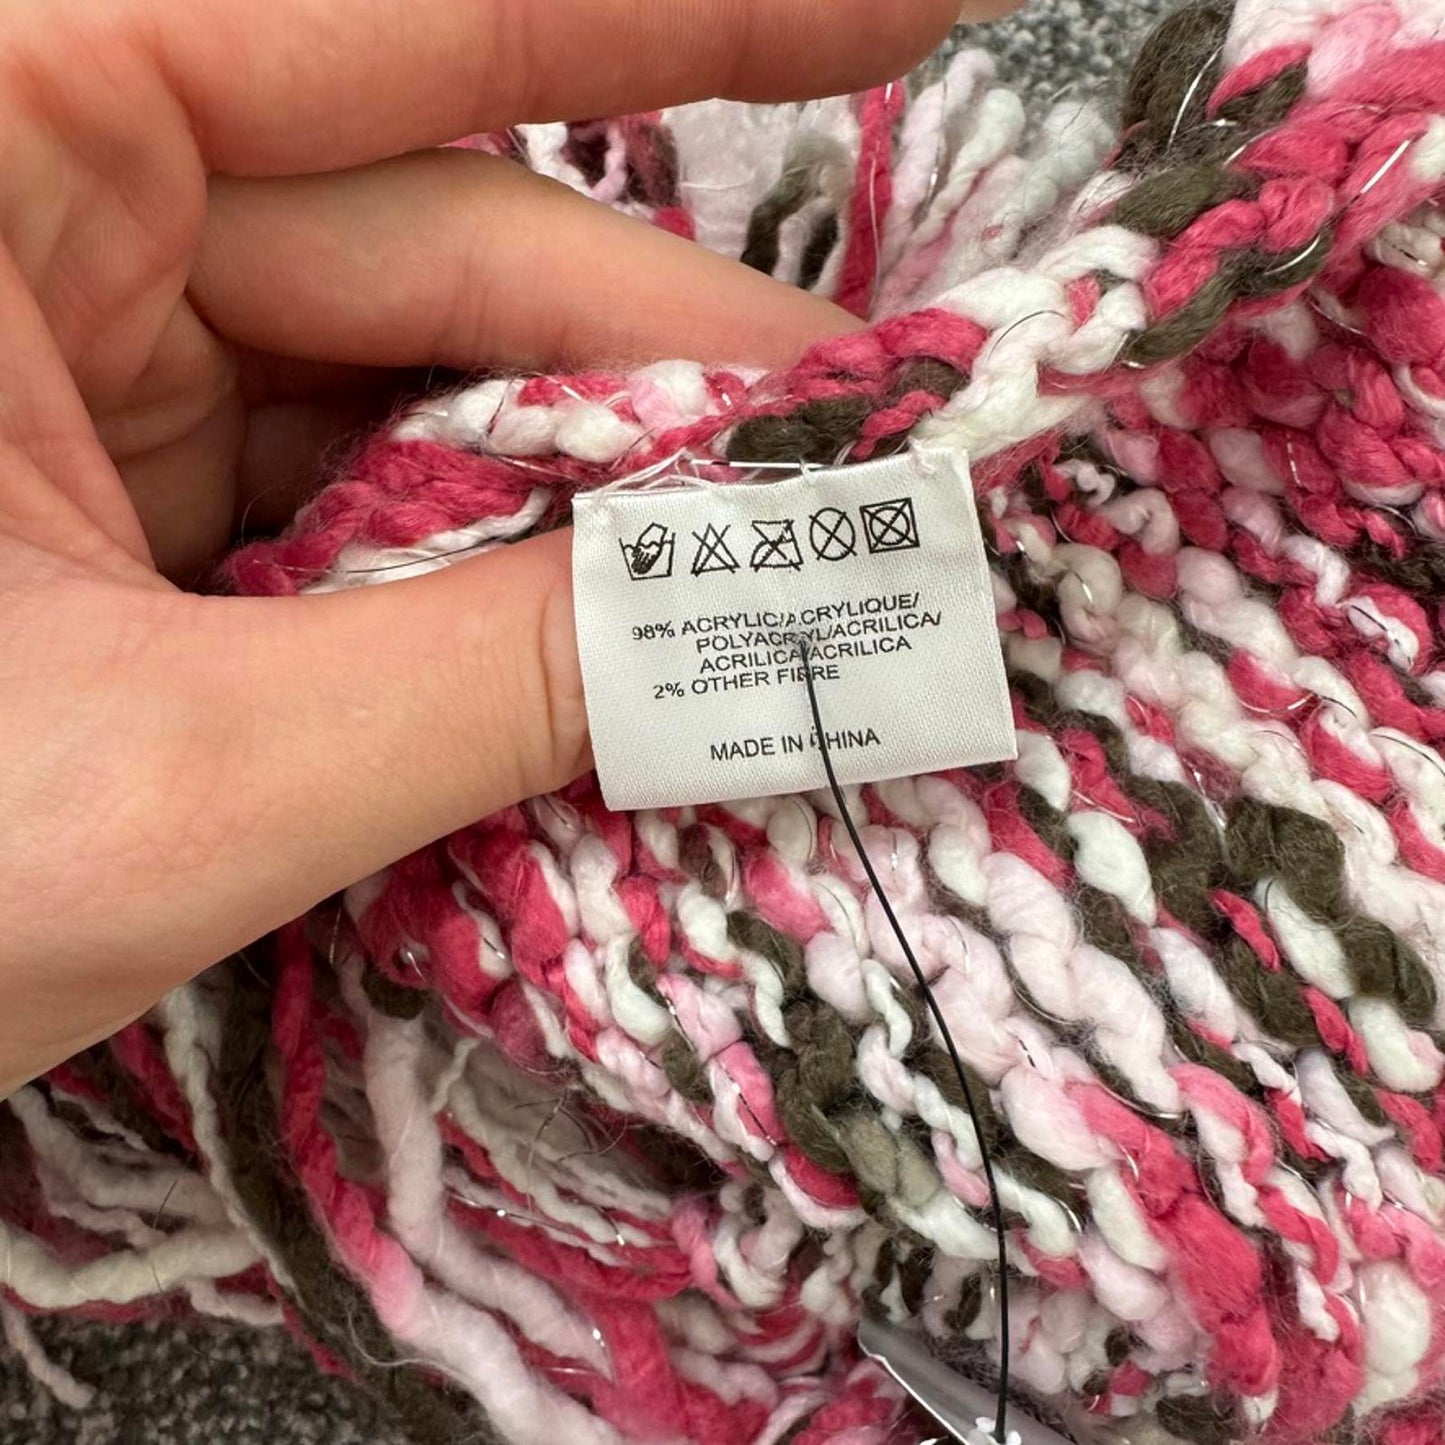 98% ACRYLIC/ACRYLIQUE/
POLYACRYL/ACRILICA/
ACRILICA/ACRILICA
2% OTHER FIBRE
MADE IN CHINA